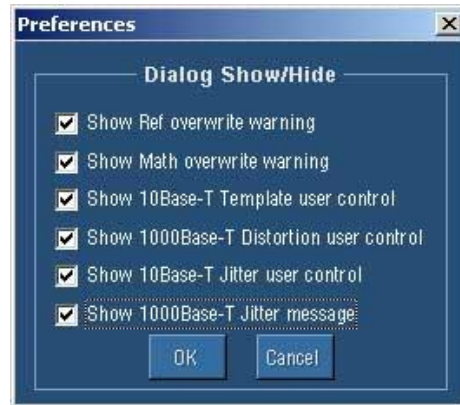 Preferences
Dialog Show/Hide
Show Ref overwrite warning
Show Math overwrite warning
Show 10Base-T Template user control
Show 1000Base-T Distortion user control
Show 10Base-T Jitter user control
Show 1000Base-T Jitter message
OK Cancel